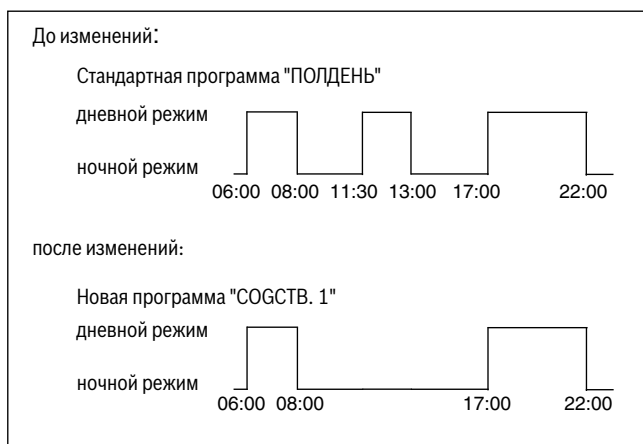 До изменений:
Стандартная программа "ПОЛДЕНЬ"
дневной режим
ночной режим
06:00 08:00 11:30 13:00 17:00 22:00
после изменений:
Новая программа "СОGСТВ. 1"
дневной режим
ночной режим
06:00 08:00 17:00 22:00